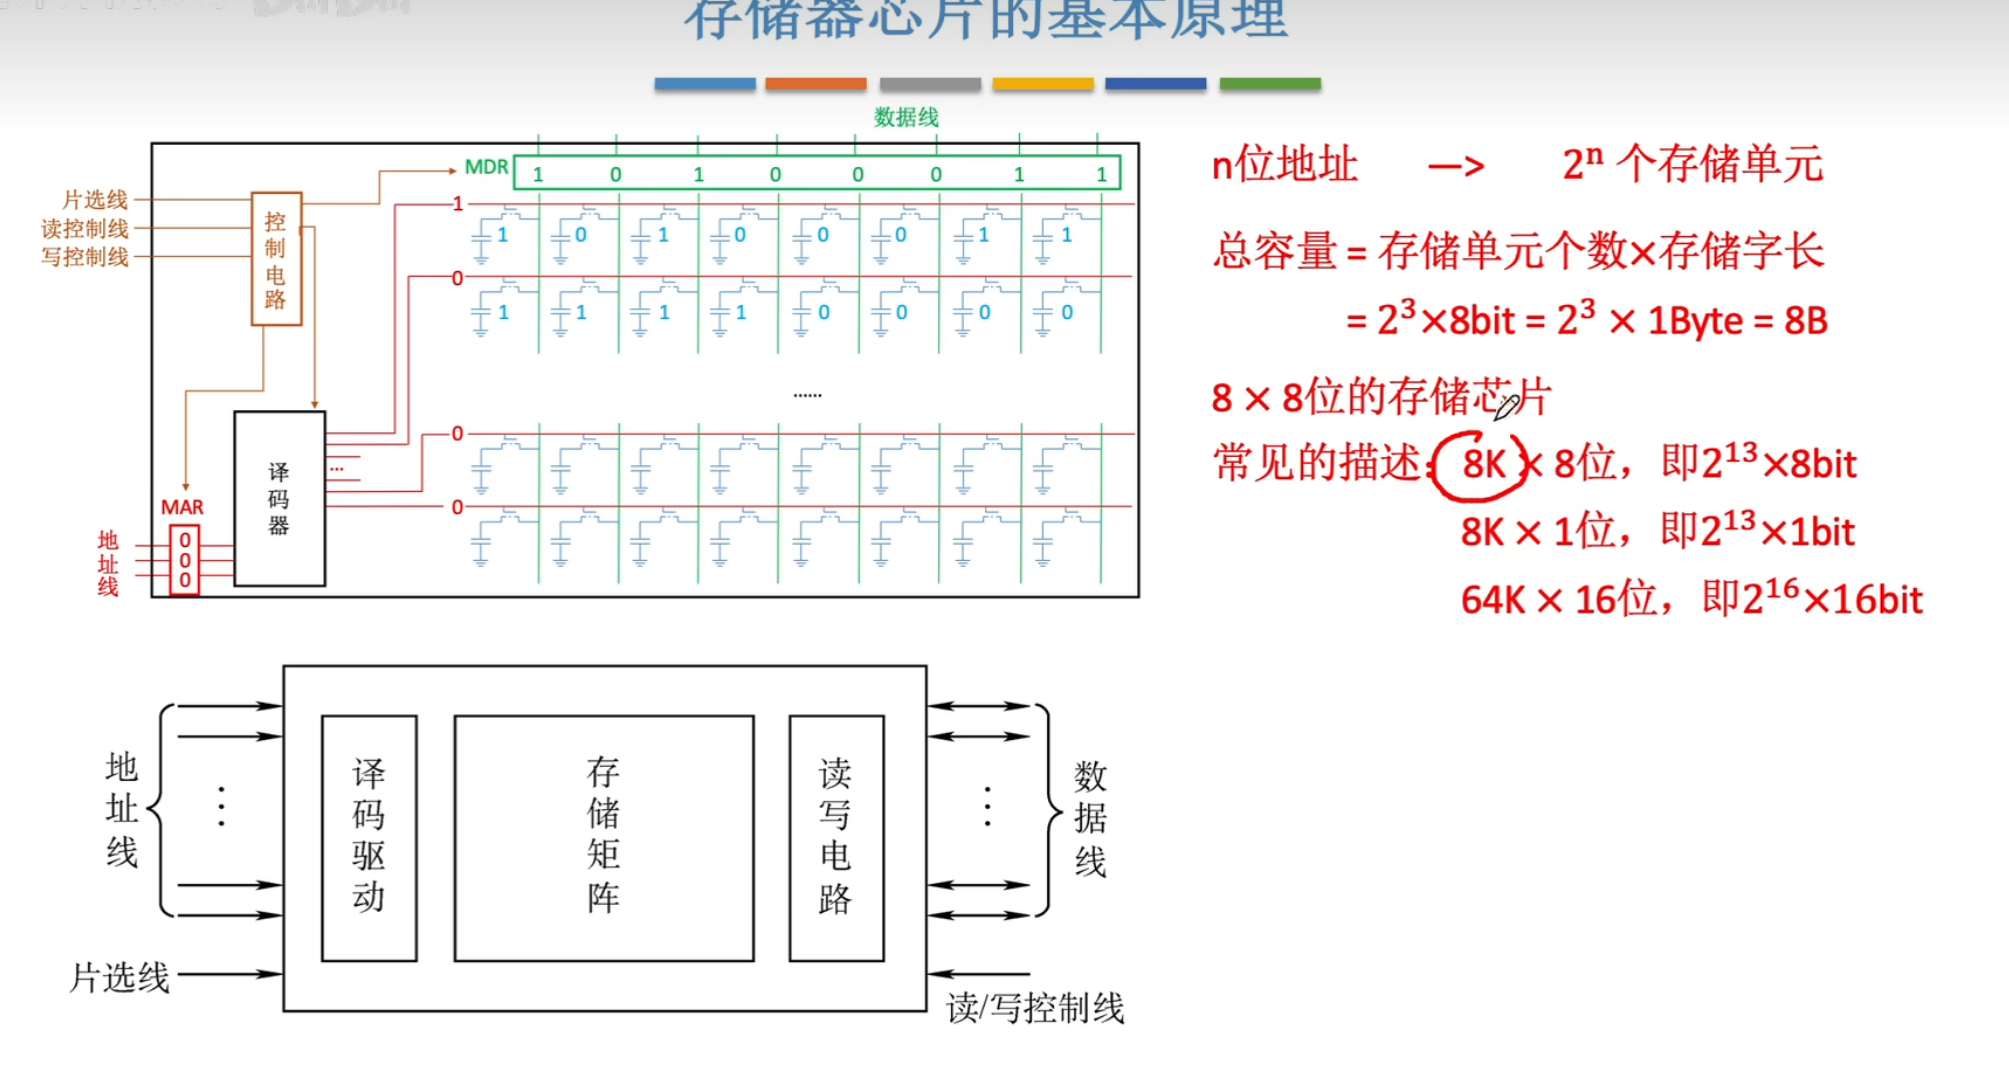 存储器芯片的基本原理
数据线
MDR 1 0 1 0 0 0 1 1
片选线
读控制线
写控制线
控制电路
1
1 0 1 0 0 0 1 1
0
1 1 1 1 0 0 0 0
......
0
0
译码器
...
MAR
地址线
0
0
0
n位地址 —> 2ⁿ 个存储单元
总容量 = 存储单元个数×存储字长
= 2³×8bit = 2³ × 1Byte = 8B
8 × 8位的存储芯片
常见的描述: 8K × 8位，即2¹³×8bit
8K × 1位，即2¹³×1bit
64K × 16位，即2¹⁶×16bit
地址线
译码驱动
存储矩阵
读写电路
数据线
片选线
读/写控制线